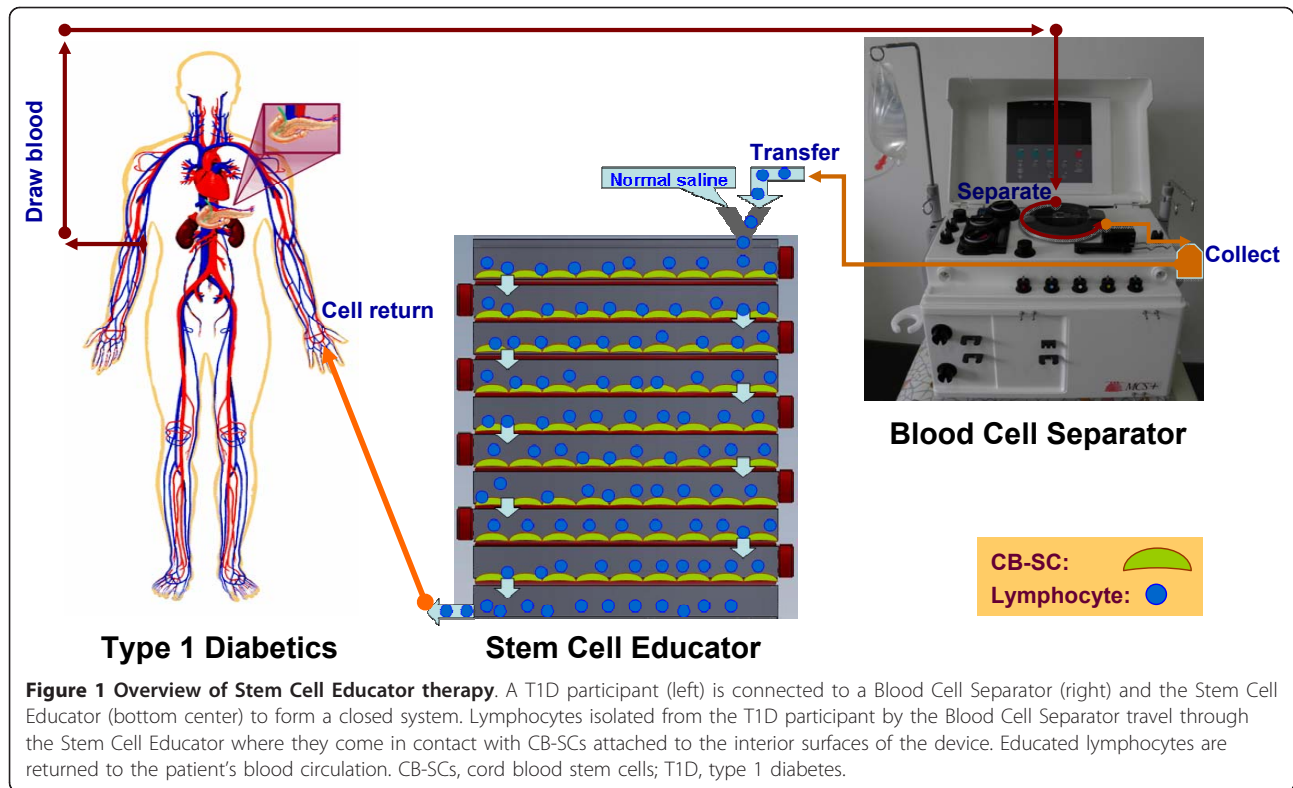 Draw blood
Transfer
Normal saline
Separate
Collect
Cell return
MCS+
Blood Cell Separator
CB-SC:
Lymphocyte:
Type 1 Diabetics
Stem Cell Educator
Figure 1 Overview of Stem Cell Educator therapy. A T1D participant (left) is connected to a Blood Cell Separator (right) and the Stem Cell
Educator (bottom center) to form a closed system. Lymphocytes isolated from the T1D participant by the Blood Cell Separator travel through
the Stem Cell Educator where they come in contact with CB-SCs attached to the interior surfaces of the device. Educated lymphocytes are
returned to the patient's blood circulation. CB-SCs, cord blood stem cells; T1D, type 1 diabetes.